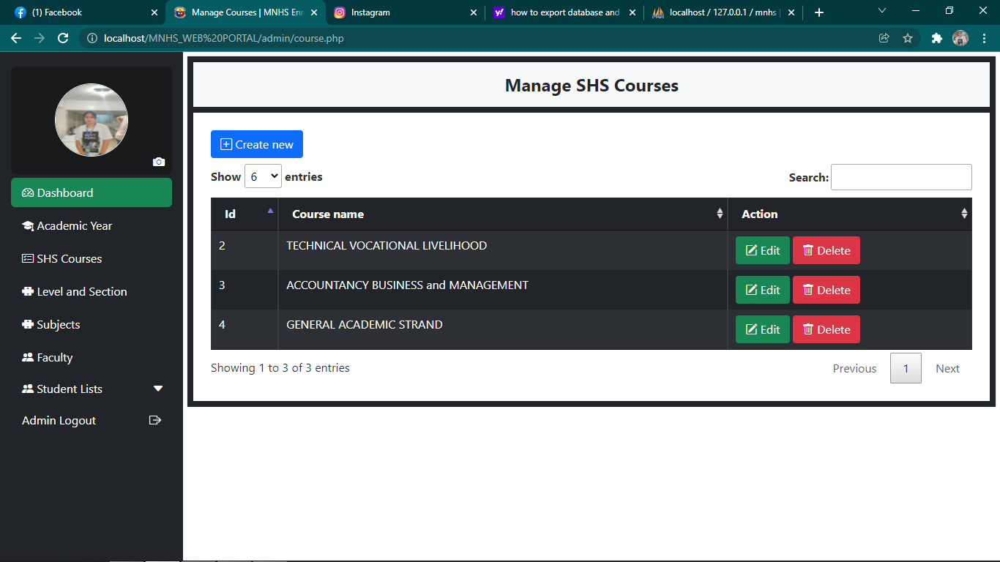 (1) Facebook
Manage Courses | MNHS Enr
Instagram
how to export database and
localhost / 127.0.0.1 / mnhs |
localhost/MNHS_WEB%20PORTAL/admin/course.php
Dashboard
Academic Year
SHS Courses
Level and Section
Subjects
Faculty
Student Lists
Admin Logout
Manage SHS Courses
Create new
Show 6 entries
Search:
Id Course name Action
2 TECHNICAL VOCATIONAL LIVELIHOOD Edit Delete
3 ACCOUNTANCY BUSINESS and MANAGEMENT Edit Delete
4 GENERAL ACADEMIC STRAND Edit Delete
Showing 1 to 3 of 3 entries
Previous 1 Next